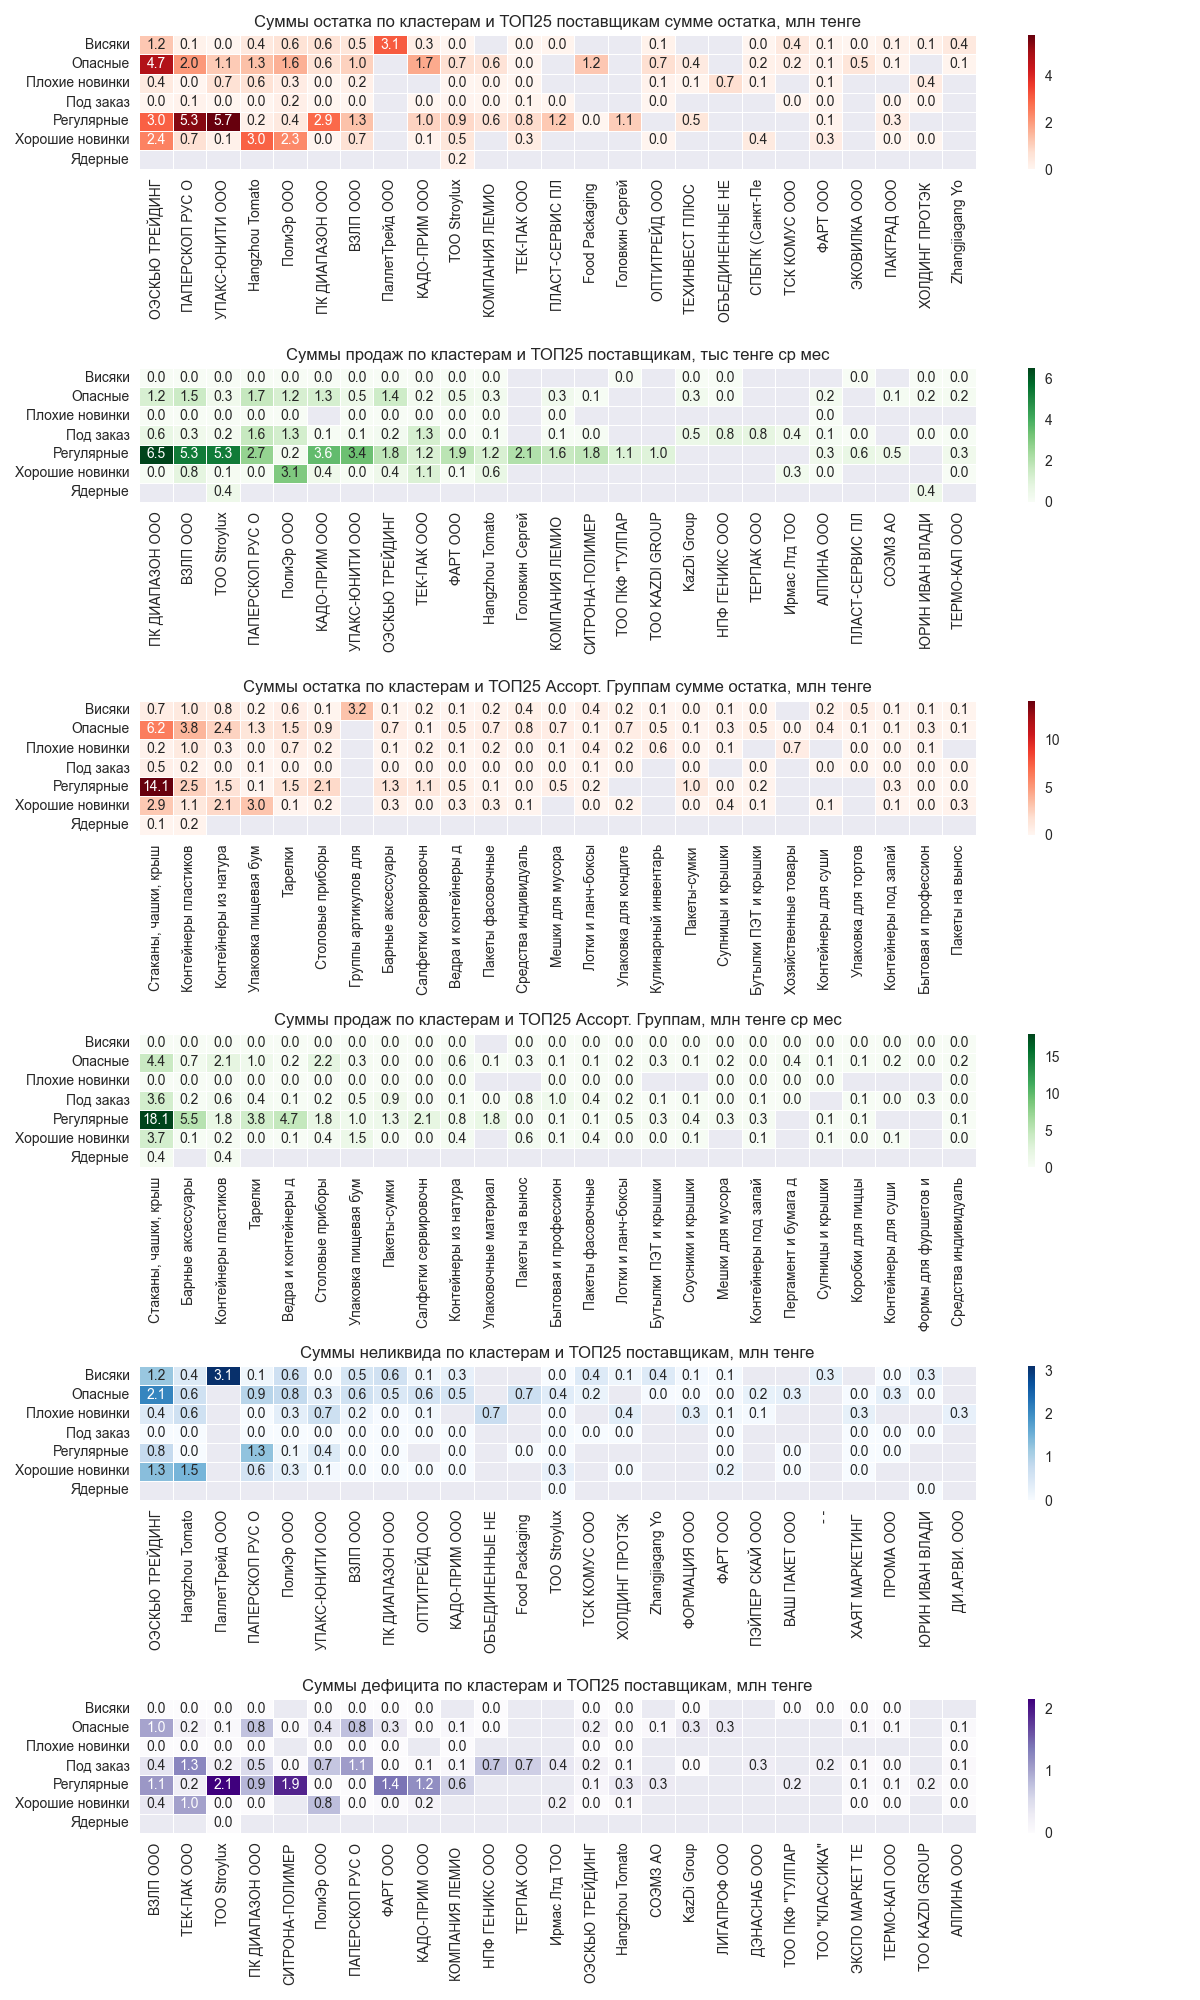 Суммы остатка по кластерам и ТОП25 поставщикам сумме остатка, млн тенге
Висяки 1.2 0.1 0.0 0.4 0.6 0.6 0.5 3.1 0.3 0.0 0.0 0.0 0.1 0.0 0.4 0.1 0.0 0.1 0.1 0.4
Опасные 4.7 2.0 1.1 1.3 1.6 0.6 1.0 1.7 0.7 0.6 0.0 1.2 0.7 0.4 0.2 0.2 0.1 0.5 0.1 0.1
Плохие новинки 0.4 0.0 0.7 0.6 0.3 0.0 0.2 0.0 0.0 0.0 0.1 0.1 0.7 0.1 0.1 0.4
Под заказ 0.0 0.1 0.0 0.0 0.2 0.0 0.0 0.0 0.0 0.0 0.1 0.0 0.0 0.0 0.0 0.0 0.0
Регулярные 3.0 5.3 5.7 0.2 0.4 2.9 1.3 1.0 0.9 0.6 0.8 1.2 0.0 1.1 0.5 0.1 0.3
Хорошие новинки 2.4 0.7 0.1 3.0 2.3 0.0 0.7 0.1 0.5 0.3 0.0 0.4 0.3 0.0 0.0
Ядерные 0.2
4
2
0
ОЭСКЬЮ ТРЕЙДИНГ
ПАПЕРСКОП РУС О
УПАКС-ЮНИТИ ООО
Hangzhou Tomato
ПолиЭр ООО
ПК ДИАПАЗОН ООО
ВЗЛП ООО
ПаллетТрейд ООО
КАДО-ПРИМ ООО
ТОО Stroylux
КОМПАНИЯ ЛЕМИО
ТЕК-ПАК ООО
ПЛАСТ-СЕРВИС ПЛ
Food Packaging
Головкин Сергей
ОПТИТРЕЙД ООО
ТЕХИНВЕСТ ПЛЮС
ОБЪЕДИНЕННЫЕ НЕ
СПБПК (Санкт-Пе
ТСК КОМУС ООО
ФАРТ ООО
ЭКОВИЛКА ООО
ПАКГРАД ООО
ХОЛДИНГ ПРОТЭК
Zhangjiagang Yo
Суммы продаж по кластерам и ТОП25 поставщикам, тыс тенге ср мес
Висяки 0.0 0.0 0.0 0.0 0.0 0.0 0.0 0.0 0.0 0.0 0.0 0.0 0.0 0.0 0.0 0.0 0.0
Опасные 1.2 1.5 0.3 1.7 1.2 1.3 0.5 1.4 0.2 0.5 0.3 0.3 0.1 0.3 0.0 0.2 0.1 0.2 0.2
Плохие новинки 0.0 0.0 0.0 0.0 0.0 0.0 0.0 0.0 0.0 0.0 0.0 0.0
Под заказ 0.6 0.3 0.2 1.6 1.3 0.1 0.1 0.2 1.3 0.0 0.1 0.1 0.0 0.5 0.8 0.8 0.4 0.1 0.0 0.0 0.0
Регулярные 6.5 5.3 5.3 2.7 0.2 3.6 3.4 1.8 1.2 1.9 1.2 2.1 1.6 1.8 1.1 1.0 0.3 0.6 0.5 0.3
Хорошие новинки 0.0 0.8 0.1 0.0 3.1 0.4 0.0 0.4 1.1 0.1 0.6 0.3 0.0 0.0
Ядерные 0.4 0.4
6
4
2
0
ПК ДИАПАЗОН ООО
ВЗЛП ООО
ТОО Stroylux
ПАПЕРСКОП РУС О
ПолиЭр ООО
КАДО-ПРИМ ООО
УПАКС-ЮНИТИ ООО
ОЭСКЬЮ ТРЕЙДИНГ
ТЕК-ПАК ООО
ФАРТ ООО
Hangzhou Tomato
Головкин Сергей
КОМПАНИЯ ЛЕМИО
СИТРОНА-ПОЛИМЕР
ТОО ПКФ "ТУЛПАР
ТОО KAZDI GROUP
KazDi Group
НПФ ГЕНИКС ООО
ТЕРПАК ООО
Ирмас Лтд ТОО
АЛПИНА ООО
ПЛАСТ-СЕРВИС ПЛ
СОЭМЗ АО
ЮРИН ИВАН ВЛАДИ
ТЕРМО-КАП ООО
Суммы остатка по кластерам и ТОП25 Ассорт. Группам сумме остатка, млн тенге
Висяки 0.7 1.0 0.8 0.2 0.6 0.1 3.2 0.1 0.2 0.1 0.2 0.4 0.0 0.4 0.2 0.1 0.0 0.1 0.0 0.2 0.5 0.1 0.1 0.1
Опасные 6.2 3.8 2.4 1.3 1.5 0.9 0.7 0.1 0.5 0.7 0.8 0.7 0.1 0.7 0.5 0.1 0.3 0.5 0.0 0.4 0.1 0.1 0.3 0.1
Плохие новинки 0.2 1.0 0.3 0.0 0.7 0.2 0.1 0.2 0.1 0.2 0.0 0.1 0.4 0.2 0.6 0.0 0.1 0.7 0.0 0.0 0.1
Под заказ 0.5 0.2 0.0 0.1 0.0 0.0 0.0 0.0 0.0 0.0 0.0 0.0 0.1 0.0 0.0 0.0 0.0 0.0 0.0 0.0 0.0
Регулярные 14.1 2.5 1.5 0.1 1.5 2.1 1.3 1.1 0.5 0.1 0.0 0.5 0.2 1.0 0.0 0.2 0.3 0.0 0.0
Хорошие новинки 2.9 1.1 2.1 3.0 0.1 0.2 0.3 0.0 0.3 0.3 0.1 0.0 0.2 0.0 0.4 0.1 0.1 0.1 0.0 0.3
Ядерные 0.1 0.2
10
5
0
Стаканы, чашки, крыш
Контейнеры пластиков
Контейнеры из натура
Упаковка пищевая бум
Тарелки
Столовые приборы
Группы артикулов для
Барные аксессуары
Салфетки сервировочн
Ведра и контейнеры д
Пакеты фасовочные
Средства индивидуаль
Мешки для мусора
Лотки и ланч-боксы
Упаковка для кондите
Кулинарный инвентарь
Пакеты-сумки
Супницы и крышки
Бутылки ПЭТ и крышки
Хозяйственные товары
Контейнеры для суши
Упаковка для тортов
Контейнеры под запай
Бытовая и профессион
Пакеты на вынос
Суммы продаж по кластерам и ТОП25 Ассорт. Группам, млн тенге ср мес
Висяки 0.0 0.0 0.0 0.0 0.0 0.0 0.0 0.0 0.0 0.0 0.0 0.0 0.0 0.0 0.0 0.0 0.0 0.0 0.0 0.0 0.0 0.0 0.0 0.0
Опасные 4.4 0.7 2.1 1.0 0.2 2.2 0.3 0.0 0.0 0.6 0.1 0.3 0.1 0.1 0.2 0.3 0.1 0.2 0.0 0.4 0.1 0.1 0.2 0.0 0.2
Плохие новинки 0.0 0.0 0.0 0.0 0.0 0.0 0.0 0.0 0.0 0.0 0.0 0.0 0.0 0.0 0.0 0.0 0.0 0.0
Под заказ 3.6 0.2 0.6 0.4 0.1 0.2 0.5 0.9 0.0 0.1 0.0 0.8 1.0 0.4 0.2 0.1 0.1 0.0 0.1 0.0 0.1 0.0 0.3 0.0
Регулярные 18.1 5.5 1.8 3.8 4.7 1.8 1.0 1.3 2.1 0.8 1.8 0.0 0.1 0.1 0.5 0.3 0.4 0.3 0.3 0.1 0.1 0.1
Хорошие новинки 3.7 0.1 0.2 0.0 0.1 0.4 1.5 0.0 0.0 0.4 0.6 0.1 0.4 0.0 0.0 0.1 0.1 0.1 0.0 0.1 0.0
Ядерные 0.4 0.4
15
10
5
0
Стаканы, чашки, крыш
Барные аксессуары
Контейнеры пластиков
Тарелки
Ведра и контейнеры д
Столовые приборы
Упаковка пищевая бум
Пакеты-сумки
Салфетки сервировочн
Контейнеры из натура
Упаковочные материал
Пакеты на вынос
Бытовая и профессион
Пакеты фасовочные
Лотки и ланч-боксы
Бутылки ПЭТ и крышки
Соусники и крышки
Мешки для мусора
Контейнеры под запай
Пергамент и бумага д
Супницы и крышки
Коробки для пиццы
Контейнеры для суши
Формы для фуршетов и
Средства индивидуаль
Суммы неликвида по кластерам и ТОП25 поставщикам, млн тенге
Висяки 1.2 0.4 3.1 0.1 0.6 0.0 0.5 0.6 0.1 0.3 0.0 0.4 0.1 0.4 0.1 0.1 0.3 0.0 0.3
Опасные 2.1 0.6 0.9 0.8 0.3 0.6 0.5 0.6 0.5 0.7 0.4 0.2 0.0 0.0 0.0 0.2 0.3 0.0 0.3 0.0
Плохие новинки 0.4 0.6 0.0 0.3 0.7 0.2 0.0 0.1 0.7 0.0 0.4 0.3 0.1 0.1 0.3 0.3
Под заказ 0.0 0.0 0.0 0.0 0.0 0.0 0.0 0.0 0.0 0.0 0.0 0.0 0.0 0.0 0.0 0.0
Регулярные 0.8 0.0 1.3 0.1 0.4 0.0 0.0 0.0 0.0 0.0 0.0 0.0 0.0 0.0
Хорошие новинки 1.3 1.5 0.6 0.3 0.1 0.0 0.0 0.0 0.0 0.3 0.0 0.2 0.0 0.0
Ядерные 0.0 0.0
3
2
1
0
ОЭСКЬЮ ТРЕЙДИНГ
Hangzhou Tomato
ПаллетТрейд ООО
ПАПЕРСКОП РУС О
ПолиЭр ООО
УПАКС-ЮНИТИ ООО
ВЗЛП ООО
ПК ДИАПАЗОН ООО
ОПТИТРЕЙД ООО
КАДО-ПРИМ ООО
ОБЪЕДИНЕННЫЕ НЕ
Food Packaging
ТОО Stroylux
ТСК КОМУС ООО
ХОЛДИНГ ПРОТЭК
Zhangjiagang Yo
ФОРМАЦИЯ ООО
ФАРТ ООО
ПЭЙПЕР СКАЙ ООО
ВАШ ПАКЕТ ООО
- -
ХАЯТ МАРКЕТИНГ
ПРОМА ООО
ЮРИН ИВАН ВЛАДИ
ДИ.АР.ВИ. ООО
Суммы дефицита по кластерам и ТОП25 поставщикам, млн тенге
Висяки 0.0 0.0 0.0 0.0 0.0 0.0 0.0 0.0 0.0 0.0 0.0 0.0 0.0 0.0 0.0 0.0 0.0
Опасные 1.0 0.2 0.1 0.8 0.0 0.4 0.8 0.3 0.0 0.1 0.0 0.2 0.0 0.1 0.3 0.3 0.1 0.1 0.1
Плохие новинки 0.0 0.0 0.0 0.0 0.0 0.0 0.0 0.0 0.0 0.0
Под заказ 0.4 1.3 0.2 0.5 0.0 0.7 1.1 0.0 0.1 0.1 0.7 0.7 0.4 0.2 0.1 0.0 0.3 0.2 0.1 0.0 0.1
Регулярные 1.1 0.2 2.1 0.9 1.9 0.0 0.0 1.4 1.2 0.6 0.1 0.3 0.3 0.2 0.1 0.1 0.2 0.0
Хорошие новинки 0.4 1.0 0.0 0.0 0.8 0.0 0.0 0.2 0.2 0.0 0.1 0.0 0.0 0.0
Ядерные 0.0
2
1
0
ВЗЛП ООО
ТЕК-ПАК ООО
ТОО Stroylux
ПК ДИАПАЗОН ООО
СИТРОНА-ПОЛИМЕР
ПолиЭр ООО
ПАПЕРСКОП РУС О
ФАРТ ООО
КАДО-ПРИМ ООО
КОМПАНИЯ ЛЕМИО
НПФ ГЕНИКС ООО
ТЕРПАК ООО
Ирмас Лтд ТОО
ОЭСКЬЮ ТРЕЙДИНГ
Hangzhou Tomato
СОЭМЗ АО
KazDi Group
ЛИГАПРОФ ООО
ДЭНАСНАБ ООО
ТОО ПКФ "ТУЛПАР
ТОО "КЛАССИКА"
ЭКСПО МАРКЕТ ТЕ
ТЕРМО-КАП ООО
ТОО KAZDI GROUP
АЛПИНА ООО